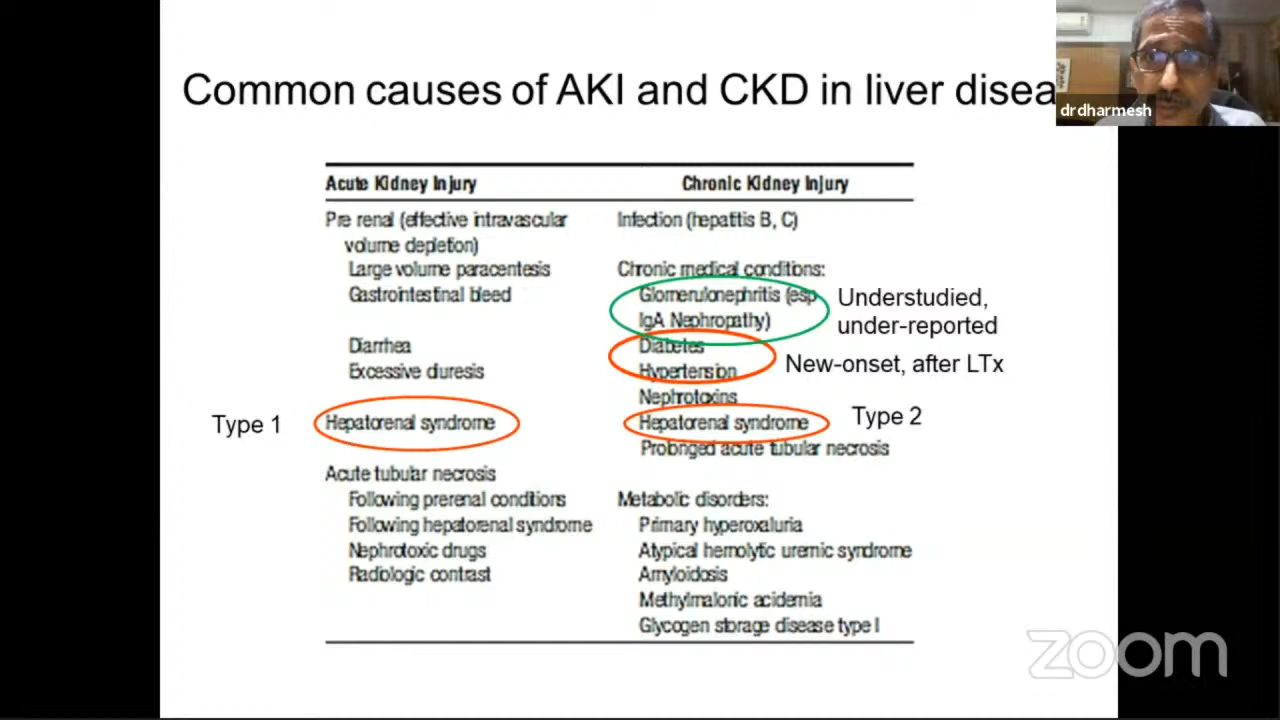 Common causes of AKI and CKD in liver disea
drdharmesh
Acute Kidney Injury
Pre renal (effective intravascular
volume depletion)
Large volume paracentesis
Gastrointestinal bleed
Diarrhea
Excessive diuresis
Type 1
Hepatorenal syndrome
Acute tubular necrosis
Following prerenal conditions
Following hepatorenal syndrome
Nephrotoxic drugs
Radiologic contrast
Chronic Kidney Injury
Infection (hepatitis B, C)
Chronic medical conditions:
Glomerulonephritis (esp
IgA Nephropathy)
Understudied,
under-reported
Diabetes
Hypertension
New-onset, after LTx
Nephrotoxins
Hepatorenal syndrome
Type 2
Prolonged acute tubular necrosis
Metabolic disorders:
Primary hyperoxaluria
Atypical hemolytic uremic syndrome
Amyloidosis
Methylmalonic acidemia
Glycogen storage disease type I
zoom